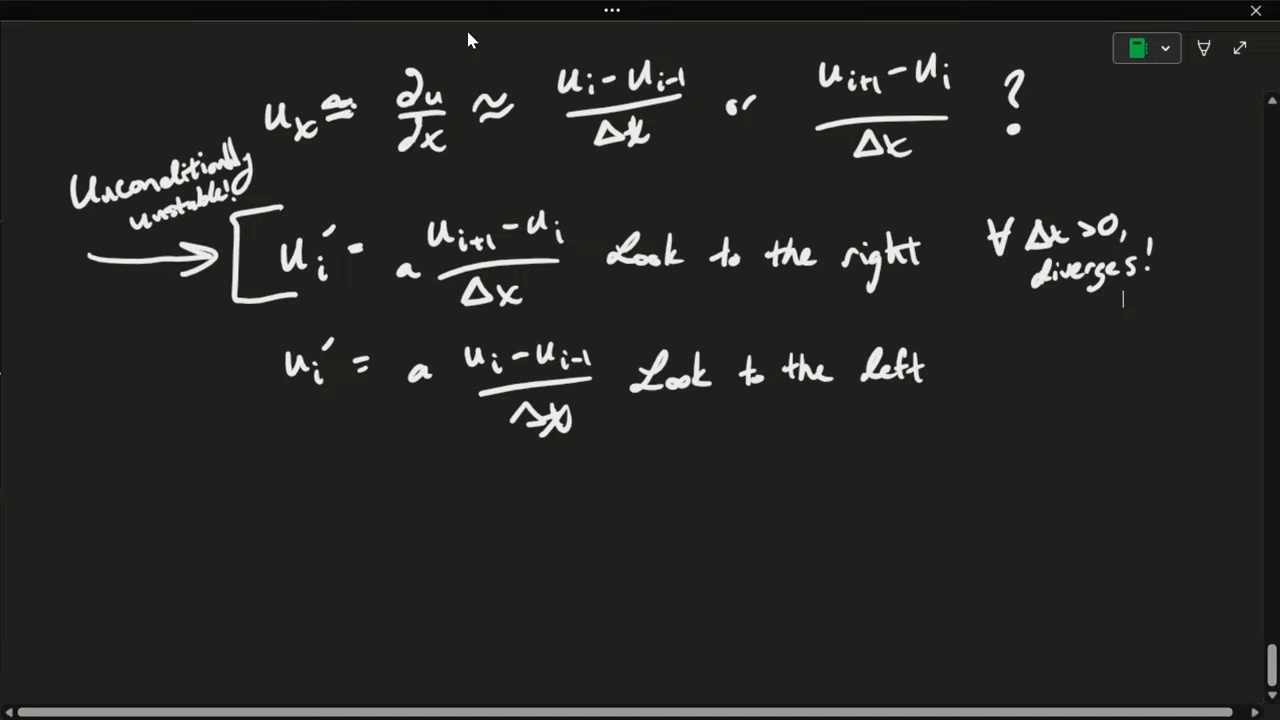 u_x ≅ ∂u/∂x ≈ (u_i - u_{i-1})/Δx or (u_{i+1} - u_i)/Δx ?
Unconditionally
unstable!
u_i' = a (u_{i+1} - u_i)/Δx Look to the right ∀ Δt >0,
diverges!
u_i' = a (u_i - u_{i-1})/Δx Look to the left